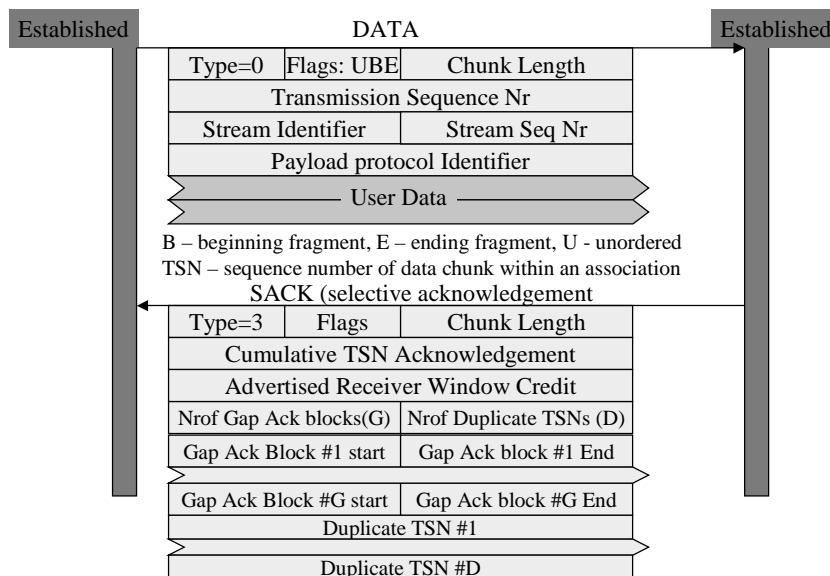 Established DATA Established
Type=0 Flags: UBE Chunk Length
Transmission Sequence Nr
Stream Identifier Stream Seq Nr
Payload protocol Identifier
User Data
B – beginning fragment, E – ending fragment, U - unordered
TSN – sequence number of data chunk within an association
SACK (selective acknowledgement
Type=3 Flags Chunk Length
Cumulative TSN Acknowledgement
Advertised Receiver Window Credit
Nrof Gap Ack blocks(G) Nrof Duplicate TSNs (D)
Gap Ack Block #1 start Gap Ack block #1 End
Gap Ack Block #G start Gap Ack block #G End
Duplicate TSN #1
Duplicate TSN #D